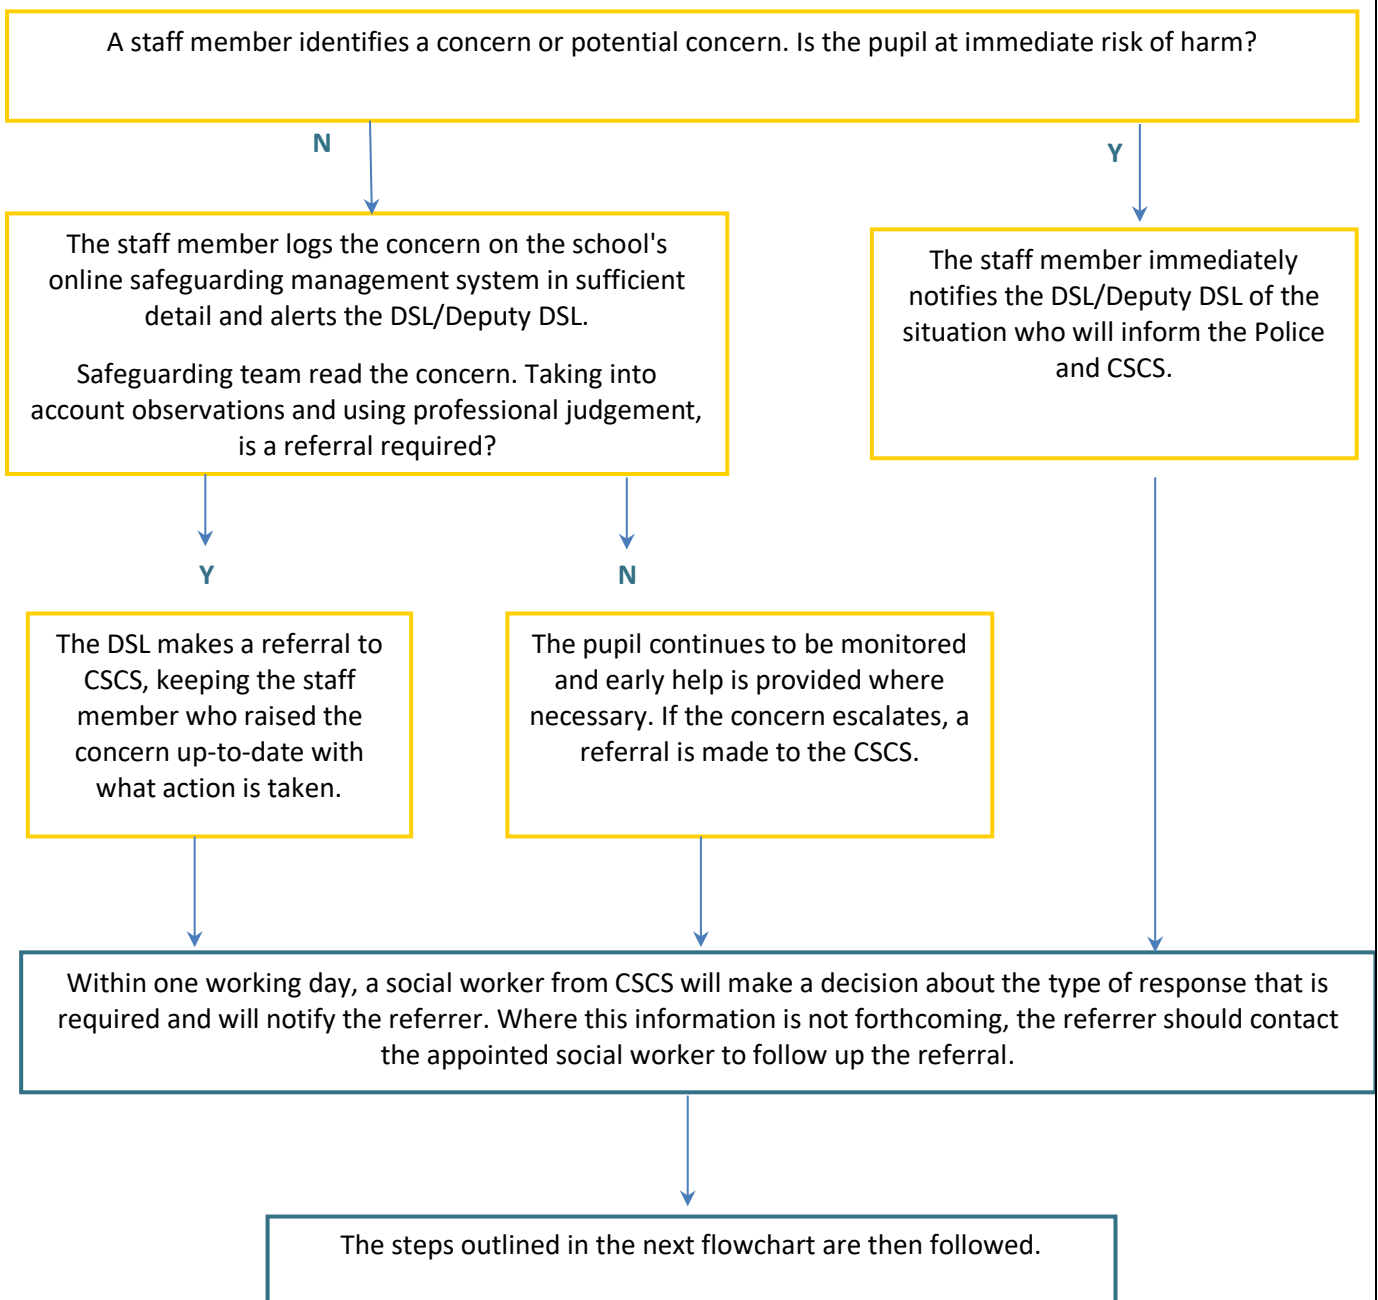 A staff member identifies a concern or potential concern. Is the pupil at immediate risk of harm?
N
Y
The staff member logs the concern on the school's
online safeguarding management system in sufficient
detail and alerts the DSL/Deputy DSL.
Safeguarding team read the concern. Taking into
account observations and using professional judgement,
is a referral required?
The staff member immediately
notifies the DSL/Deputy DSL of the
situation who will inform the Police
and CSCS.
Y
N
The DSL makes a referral to
CSCS, keeping the staff
member who raised the
concern up-to-date with
what action is taken.
The pupil continues to be monitored
and early help is provided where
necessary. If the concern escalates, a
referral is made to the CSCS.
Within one working day, a social worker from CSCS will make a decision about the type of response that is
required and will notify the referrer. Where this information is not forthcoming, the referrer should contact
the appointed social worker to follow up the referral.
The steps outlined in the next flowchart are then followed.